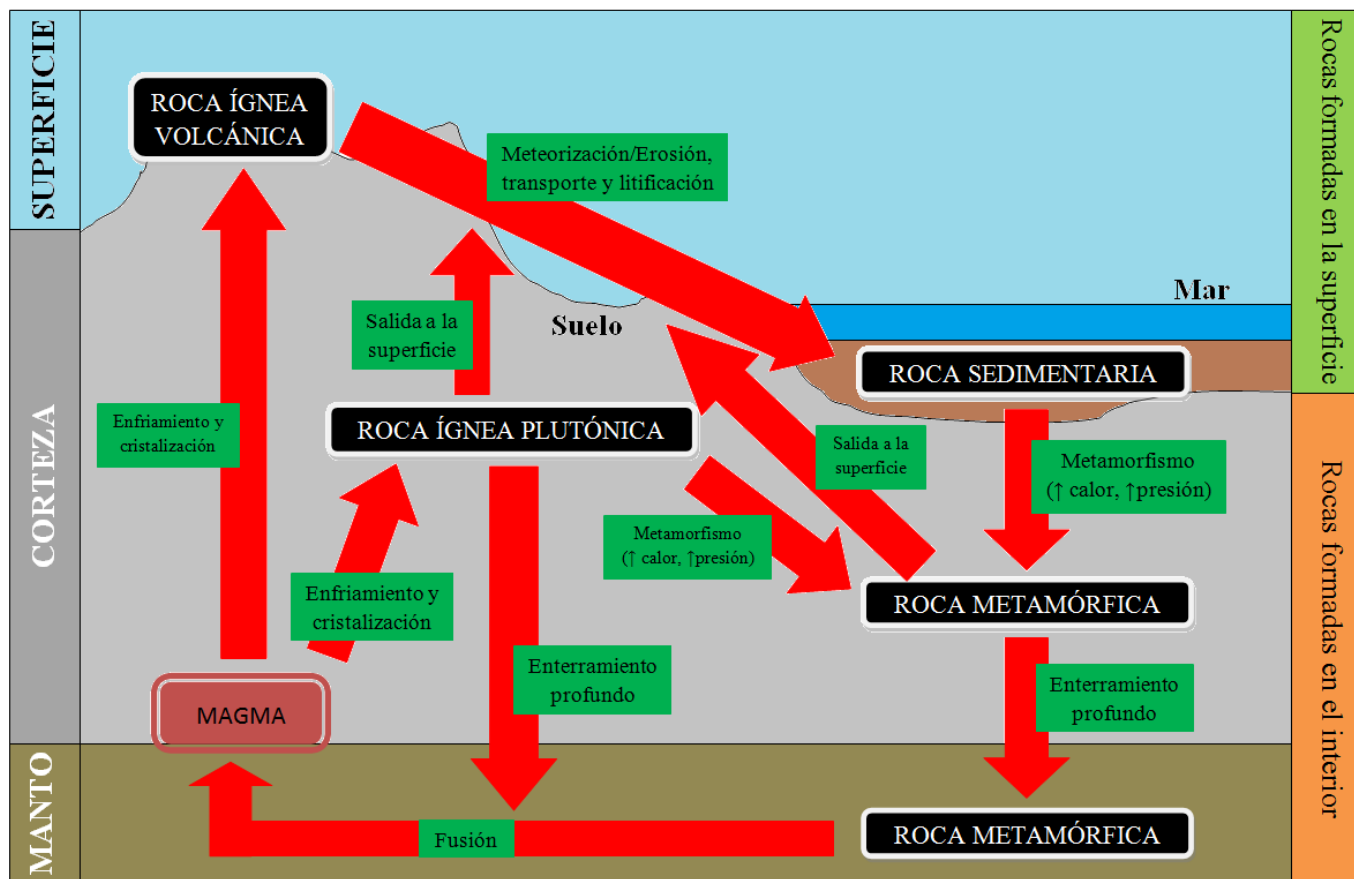 SUPERFICIE
CORTEZA
MANTO
ROCA ÍGNEA
VOLCÁNICA
Meteorización/Erosión,
transporte y litificación
Mar
Suelo
Salida a la
superficie
ROCA SEDIMENTARIA
Enfriamiento y
cristalización
ROCA ÍGNEA PLUTÓNICA
Salida a la
superficie
Metamorfismo
(↑ calor, ↑presión)
Metamorfismo
(↑ calor, ↑presión)
Enfriamiento y
cristalización
ROCA METAMÓRFICA
Enterramiento
profundo
Enterramiento
profundo
MAGMA
Fusión
ROCA METAMÓRFICA
Rocas formadas en la superficie
Rocas formadas en el interior